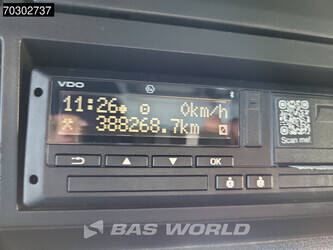 70302737
VDO
11:26 0km/h
388268.7km
OK
Scan me!
BAS WORLD